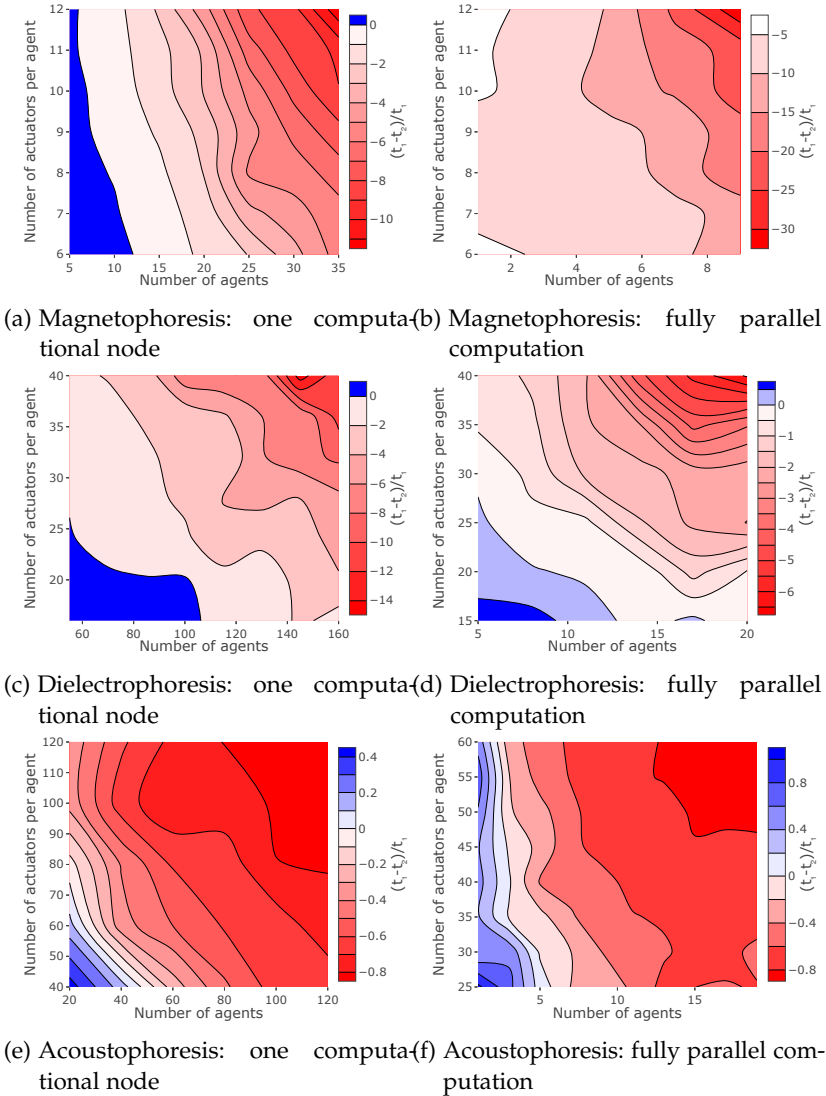 12
11
10
9
8
7
6
Number of actuators per agent
5 10 15 20 25 30 35
Number of agents
0
−2
−4
−6
−8
−10
(t₁-t₂)/t₁
12
11
10
9
8
7
6
Number of actuators per agent
2 4 6 8
Number of agents
−5
−10
−15
−20
−25
−30
(t₁-t₂)/t₁
(a) Magnetophoresis: one computa-
tional node
(b) Magnetophoresis: fully parallel
computation
40
35
30
25
20
Number of actuators per agent
60 80 100 120 140 160
Number of agents
0
−2
−4
−6
−8
−10
−12
−14
(t₁-t₂)/t₁
40
35
30
25
20
15
Number of actuators per agent
5 10 15 20
Number of agents
0
−1
−2
−3
−4
−5
−6
(t₁-t₂)/t₁
(c) Dielectrophoresis: one computa-
tional node
(d) Dielectrophoresis: fully parallel
computation
120
110
100
90
80
70
60
50
40
Number of actuators per agent
20 40 60 80 100 120
Number of agents
0.4
0.2
0
−0.2
−0.4
−0.6
−0.8
(t₁-t₂)/t₁
60
55
50
45
40
35
30
25
Number of actuators per agent
5 10 15
Number of agents
0.8
0.4
0
−0.4
−0.8
(t₁-t₂)/t₁
(e) Acoustophoresis: one computa-
tional node
(f) Acoustophoresis: fully parallel com-
putation